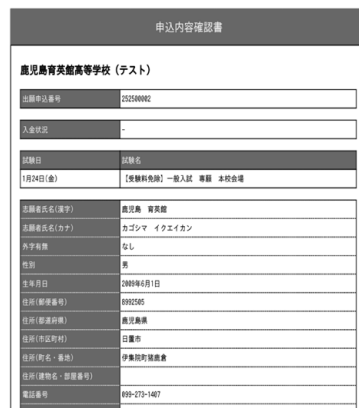 申込内容確認書
鹿児島育英館高等学校（テスト）
出願申込番号 252500002
入金状況 -
試験日 試験名
1月24日(金) 【受験料免除】一般入試 専願 本校会場
志願者氏名(漢字) 鹿児島 育英館
志願者氏名(カナ) カゴシマ イクエイカン
外字有無 なし
性別 男
生年月日 2009年6月1日
住所(郵便番号) 8992505
住所(都道府県) 鹿児島県
住所(市区町村) 日置市
住所(町名・番地) 伊集院町猪鹿倉
住所(建物名・部屋番号)
電話番号 099-273-1407